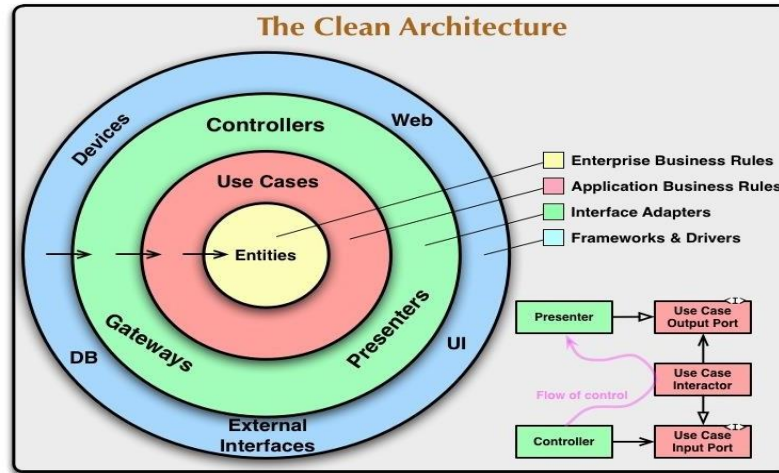 The Clean Architecture
Devices
Web
Controllers
Use Cases
Entities
Gateways
Presenters
DB
UI
External
Interfaces
Enterprise Business Rules
Application Business Rules
Interface Adapters
Frameworks & Drivers
Presenter
<I>
Use Case
Output Port
Flow of control
Use Case
Interactor
Controller
<I>
Use Case
Input Port